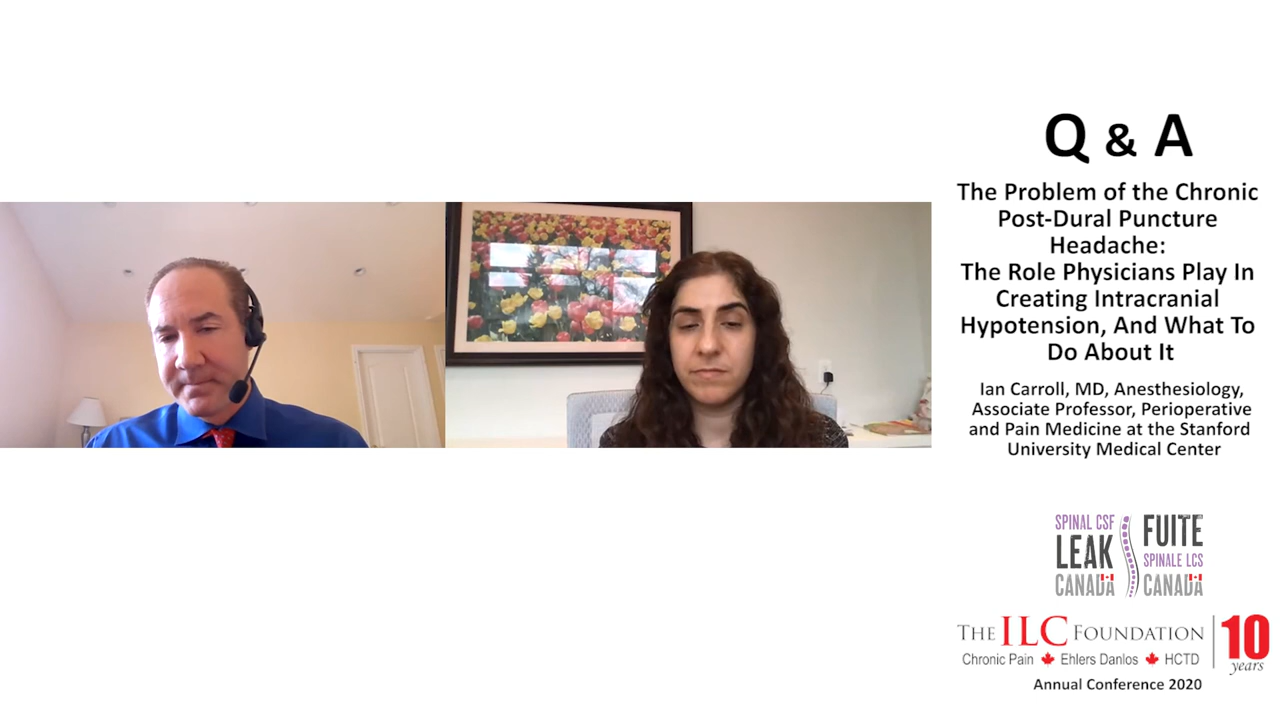 Q & A
The Problem of the Chronic
Post-Dural Puncture
Headache:
The Role Physicians Play In
Creating Intracranial
Hypotension, And What To
Do About It
Ian Carroll, MD, Anesthesiology,
Associate Professor, Perioperative
and Pain Medicine at the Stanford
University Medical Center
SPINAL CSF
LEAK
CANADA
FUITE
SPINALE LCS
CANADA
THE ILC FOUNDATION
Chronic Pain Ehlers Danlos HCTD
10
years
Annual Conference 2020